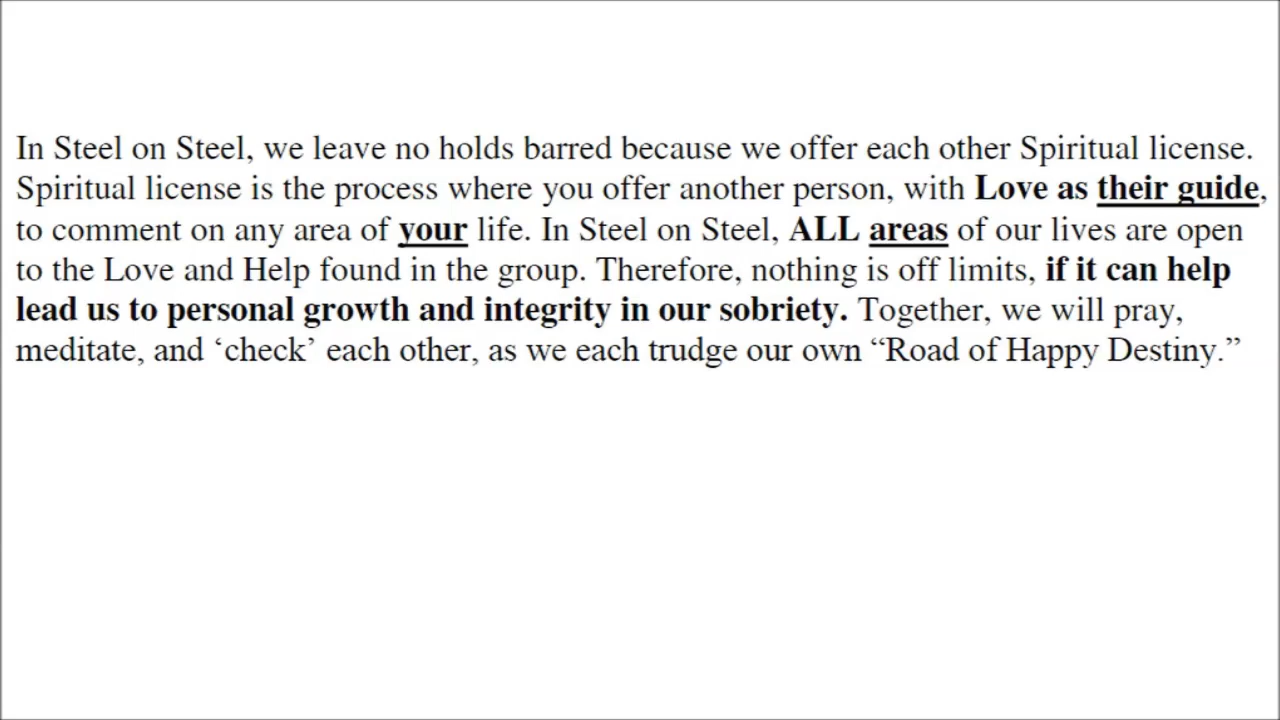 In Steel on Steel, we leave no holds barred because we offer each other Spiritual license.
Spiritual license is the process where you offer another person, with Love as their guide,
to comment on any area of your life. In Steel on Steel, ALL areas of our lives are open
to the Love and Help found in the group. Therefore, nothing is off limits, if it can help
lead us to personal growth and integrity in our sobriety. Together, we will pray,
meditate, and ‘check’ each other, as we each trudge our own “Road of Happy Destiny.”